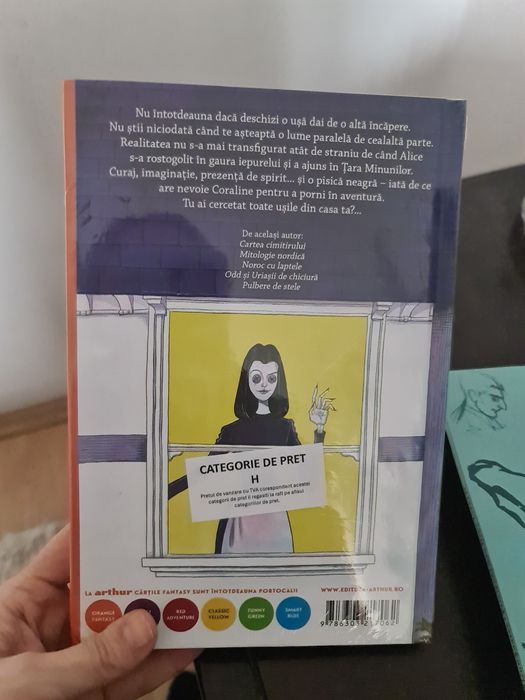 Nu întotdeauna dacă deschizi o ușă dai de o altă încăpere.
Nu știi niciodată când te așteaptă o lume paralelă de cealaltă parte.
Realitatea nu s-a mai transfigurat atât de straniu de când Alice
s-a rostogolit în gaura iepurelui și a ajuns în Țara Minunilor.
Curaj, imaginație, prezență de spirit... și o pisică neagră – iată de ce
are nevoie Coraline pentru a porni în aventură.
Tu ai cercetat toate ușile din casa ta?...
De același autor:
Cartea cimitirului
Mitologie nordică
Noroc cu laptele
Odd și Uriașii de chiciură
Pulbere de stele
CATEGORIE DE PRET
H
Pretul de vanzare cu TVA corespondent acestei
categorii de pret il regasiti la raft pe afisul
categoriilor de pret.
LA arthur CĂRȚILE FANTASY SUNT ÎNTOTDEAUNA PORTOCALII
WWW.EDITURA-ARTHUR.RO
ORANGE FANTASY
RED ADVENTURE
CLASSIC YELLOW
FUNNY GREEN
SMART BLUE